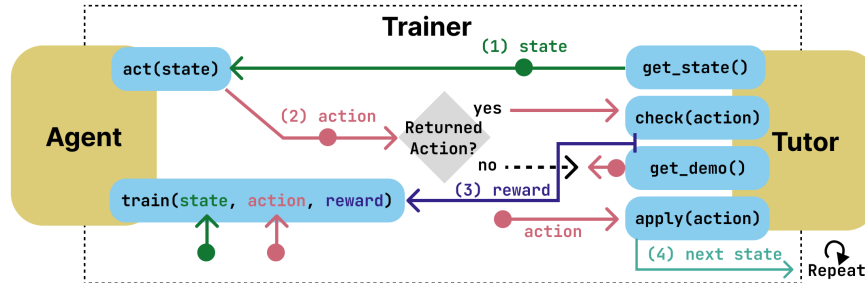 Trainer
Agent
Tutor
act(state)
(1) state
get_state()
(2) action
Returned
Action?
yes
check(action)
no
get_demo()
(3) reward
train(state, action, reward)
action
apply(action)
(4) next state
Repeat